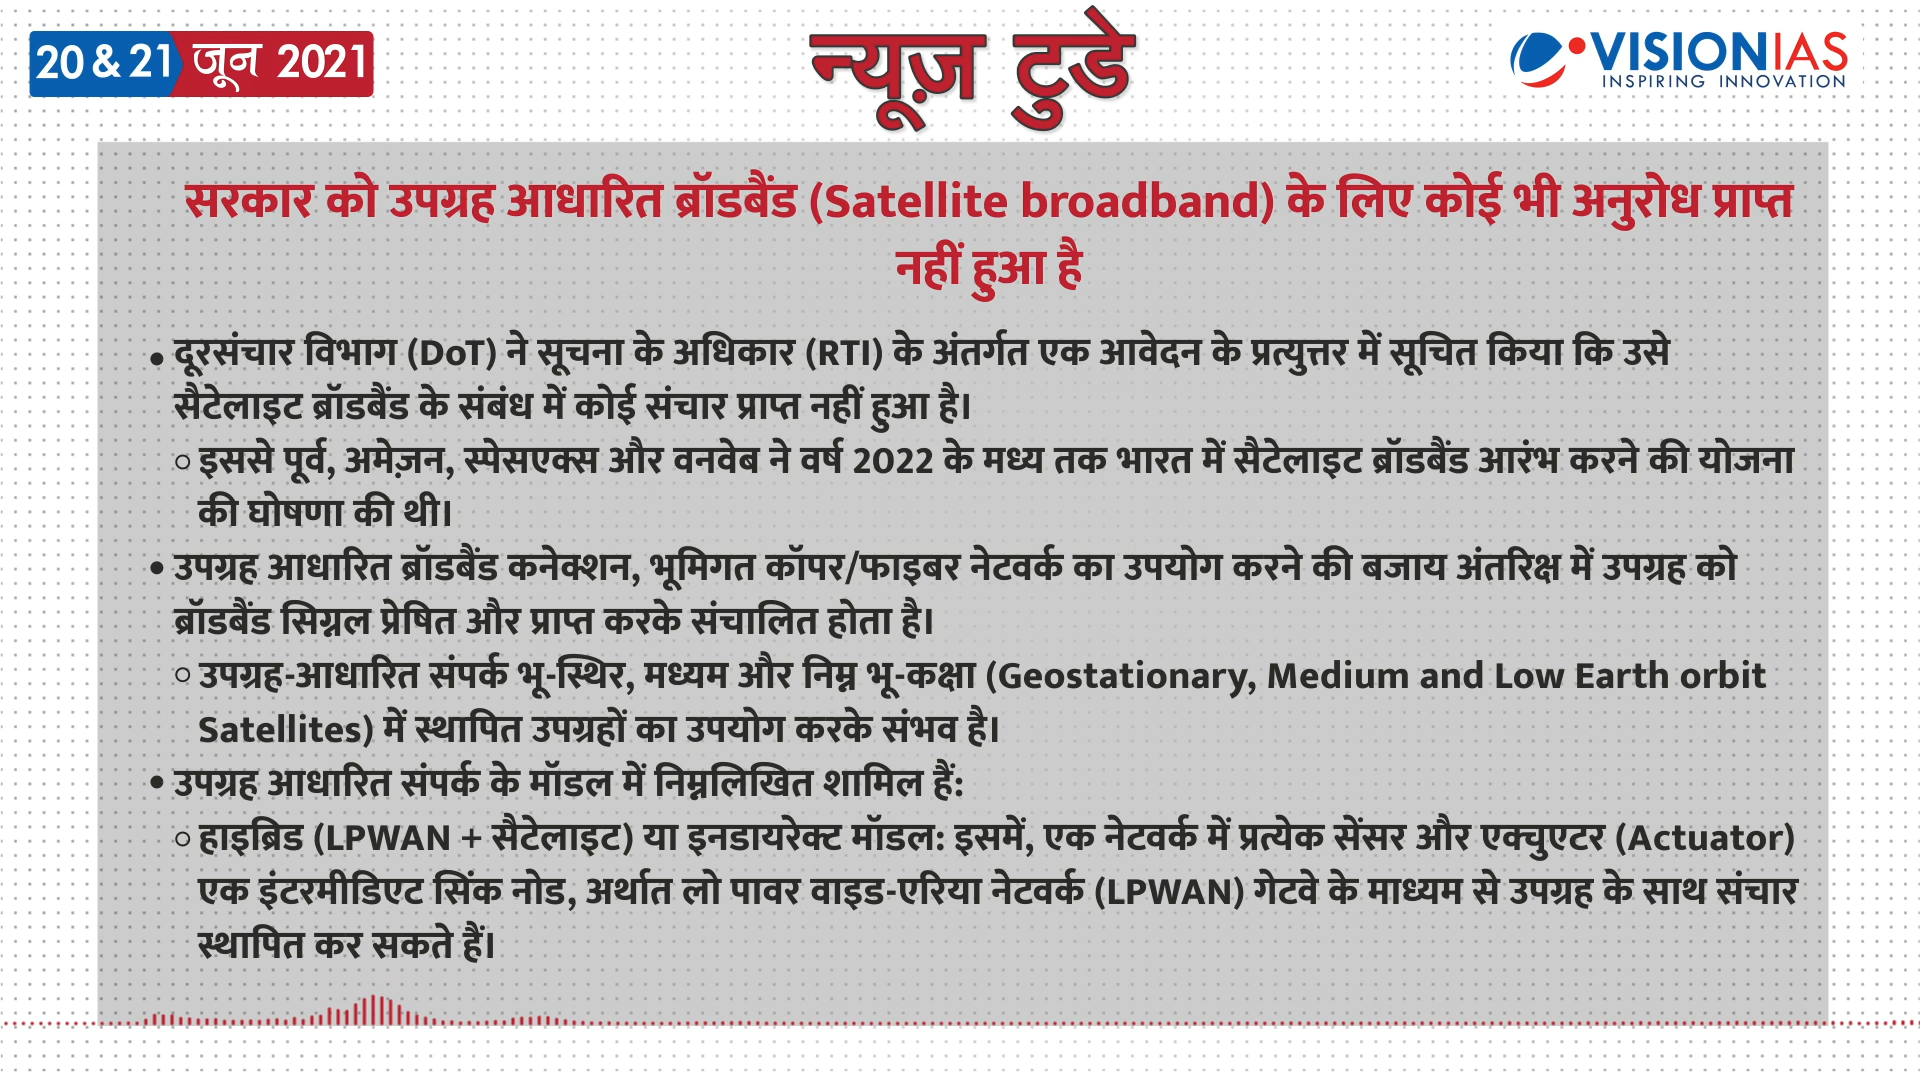 20 & 21 जून 2021
न्यूज़ टुडे
VISIONIAS
INSPIRING INNOVATION
सरकार को उपग्रह आधारित ब्रॉडबैंड (Satellite broadband) के लिए कोई भी अनुरोध प्राप्त
नहीं हुआ है
• दूरसंचार विभाग (DoT) ने सूचना के अधिकार (RTI) के अंतर्गत एक आवेदन के प्रत्युत्तर में सूचित किया कि उसे
सैटेलाइट ब्रॉडबैंड के संबंध में कोई संचार प्राप्त नहीं हुआ है।
○ इससे पूर्व, अमेज़न, स्पेसएक्स और वनवेब ने वर्ष 2022 के मध्य तक भारत में सैटेलाइट ब्रॉडबैंड आरंभ करने की योजना
की घोषणा की थी।
• उपग्रह आधारित ब्रॉडबैंड कनेक्शन, भूमिगत कॉपर/फाइबर नेटवर्क का उपयोग करने की बजाय अंतरिक्ष में उपग्रह को
ब्रॉडबैंड सिग्नल प्रेषित और प्राप्त करके संचालित होता है।
○ उपग्रह-आधारित संपर्क भू-स्थिर, मध्यम और निम्न भू-कक्षा (Geostationary, Medium and Low Earth orbit
Satellites) में स्थापित उपग्रहों का उपयोग करके संभव है।
• उपग्रह आधारित संपर्क के मॉडल में निम्नलिखित शामिल हैं:
○ हाइब्रिड (LPWAN + सैटेलाइट) या इनडायरेक्ट मॉडल: इसमें, एक नेटवर्क में प्रत्येक सेंसर और एक्चुएटर (Actuator)
एक इंटरमीडिएट सिंक नोड, अर्थात लो पावर वाइड-एरिया नेटवर्क (LPWAN) गेटवे के माध्यम से उपग्रह के साथ संचार
स्थापित कर सकते हैं।